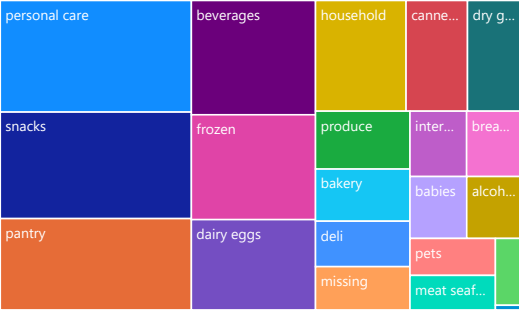 personal care
snacks
pantry
beverages
frozen
dairy eggs
household
canne...
dry g...
produce
bakery
deli
missing
inter...
brea...
babies
alcoh...
pets
meat seaf...